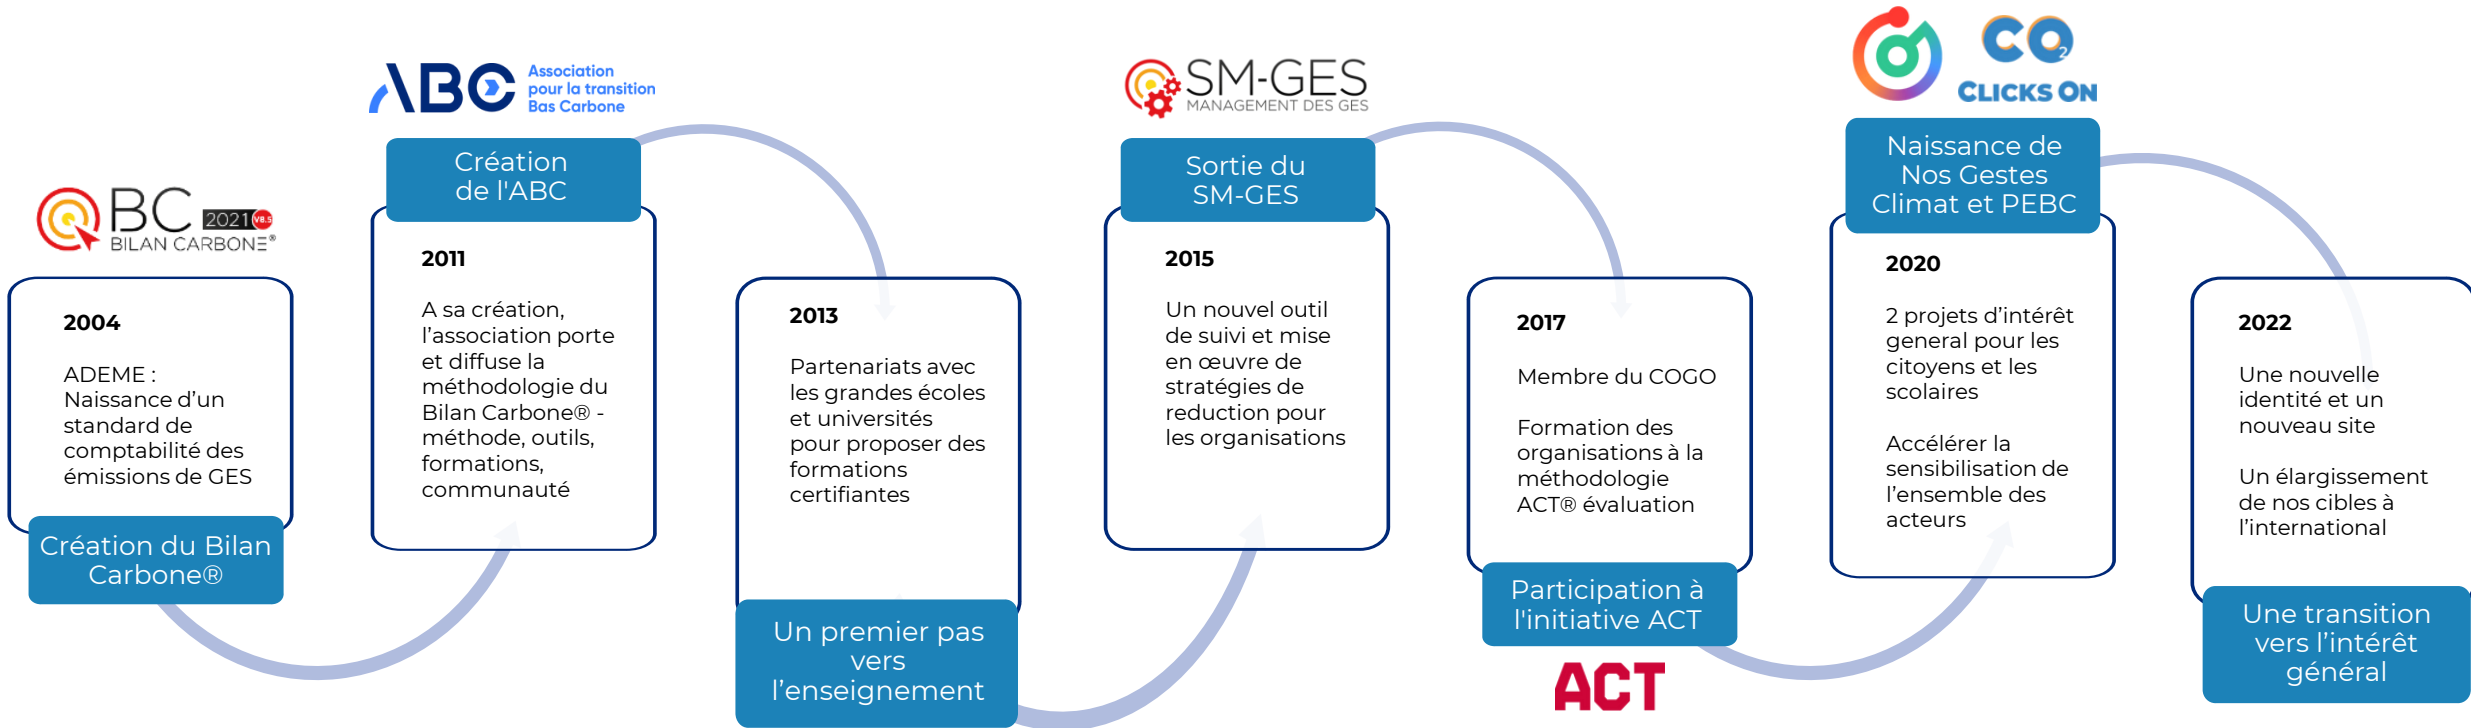 BC 2021 V8.5
BILAN CARBONE®
2004
ADEME :
Naissance d’un
standard de
comptabilité des
émissions de GES
Création du Bilan
Carbone®
ABC
Association
pour la transition
Bas Carbone
Création
de l'ABC
2011
A sa création,
l’association porte
et diffuse la
méthodologie du
Bilan Carbone® -
méthode, outils,
formations,
communauté
2013
Partenariats avec
les grandes écoles
et universités
pour proposer des
formations
certifiantes
Un premier pas
vers
l’enseignement
SM-GES
MANAGEMENT DES GES
Sortie du
SM-GES
2015
Un nouvel outil
de suivi et mise
en œuvre de
stratégies de
reduction pour
les organisations
2017
Membre du COGO
Formation des
organisations à la
méthodologie
ACT® évaluation
Participation à
l'initiative ACT
ACT
CO2
CLICKS ON
Naissance de
Nos Gestes
Climat et PEBC
2020
2 projets d’intérêt
general pour les
citoyens et les
scolaires
Accélérer la
sensibilisation de
l’ensemble des
acteurs
2022
Une nouvelle
identité et un
nouveau site
Un élargissement
de nos cibles à
l’international
Une transition
vers l’intérêt
général